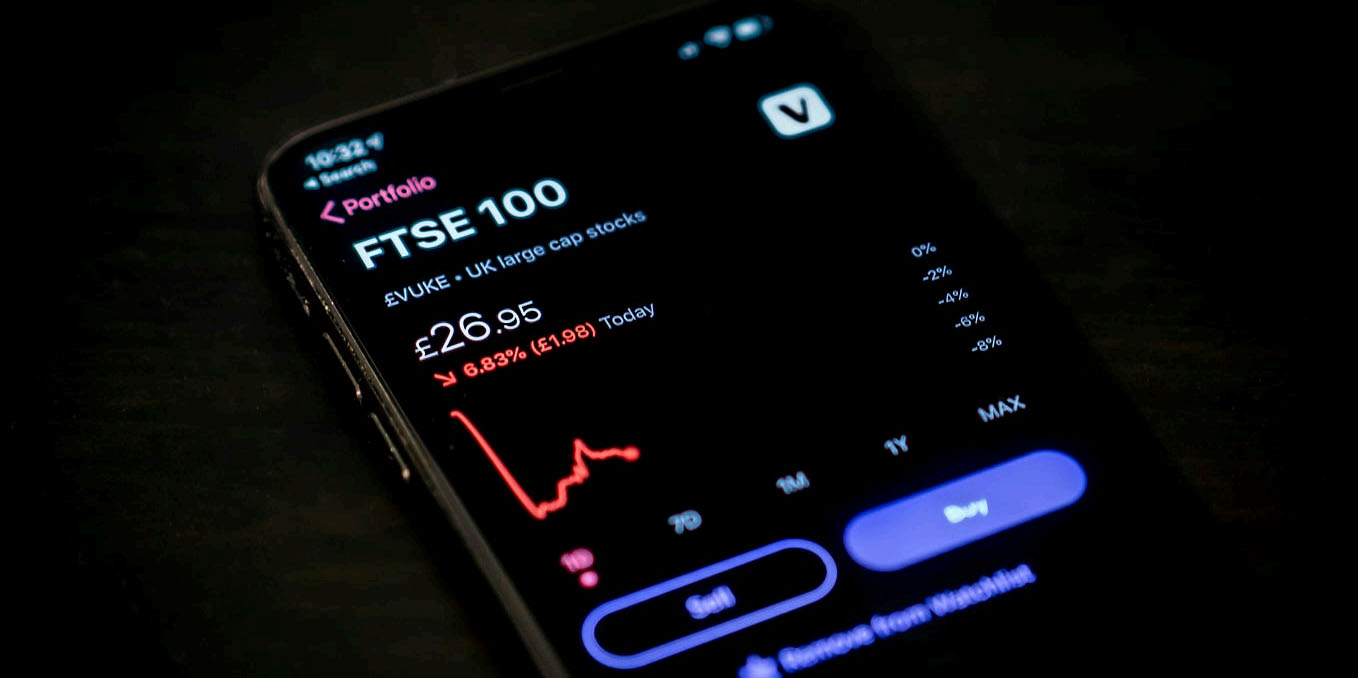 10:32
◀ Search
< Portfolio
V
FTSE 100
£VUKE • UK large cap stocks
£26.95
↘ 6.83% (£1.98) Today
0%
-2%
-4%
-6%
-8%
1D
7D
1M
1Y
MAX
Sell
Buy
Remove from Watchlist